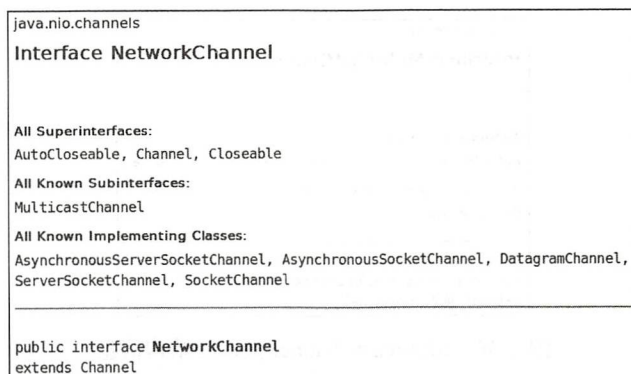 java.nio.channels
Interface NetworkChannel
All Superinterfaces:
AutoCloseable, Channel, Closeable
All Known Subinterfaces:
MulticastChannel
All Known Implementing Classes:
AsynchronousServerSocketChannel, AsynchronousSocketChannel, DatagramChannel,
ServerSocketChannel, SocketChannel
public interface NetworkChannel
extends Channel